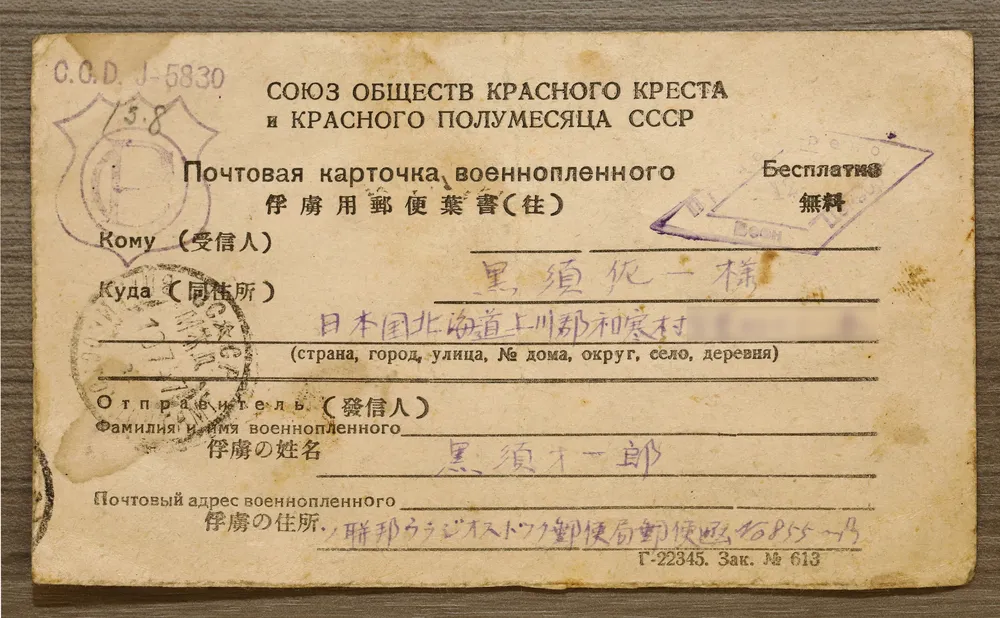 C.C.D. J-5830
13.8
СОЮЗ ОБЩЕСТВ КРАСНОГО КРЕСТА
и КРАСНОГО ПОЛУМЕСЯЦА СССР
Почтовая карточка военнопленного
Бесплатно
俘虜用郵便葉書(往)
無料
Кому (受信人)
黒須 一様
Куда (同住所)
日本国北海道上川郡和寒村
(страна, город, улица, № дома, округ, село, деревня)
Отправитель (發信人)
Фамилия и имя военнопленного
俘虜の姓名
黒須才一郎
Почтовый адрес военнопленного
俘虜の住所
ソ聯邦ウラジオストック郵便局郵便 855
Г-22345. Зак. № 613